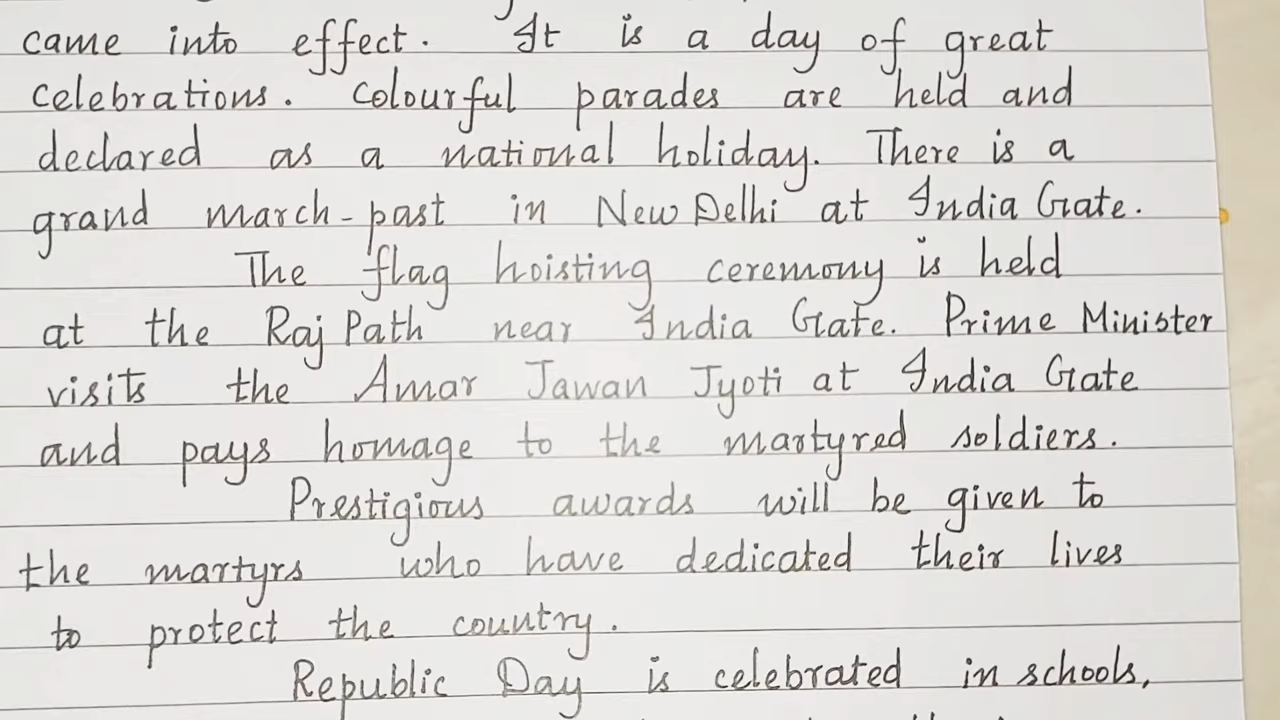 came into effect. It is a day of great
celebrations. Colourful parades are held and
declared as a national holiday. There is a
grand march-past in New Delhi at India Gate.
The flag hoisting ceremony is held
at the Raj Path near India Gate. Prime Minister
visits the Amar Jawan Jyoti at India Gate
and pays homage to the martyred soldiers.
Prestigious awards will be given to
the martyrs who have dedicated their lives
to protect the country.
Republic Day is celebrated in schools,